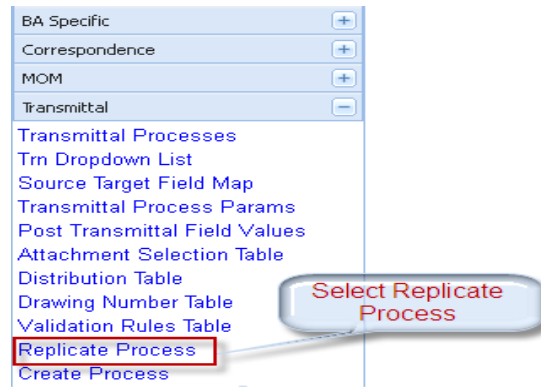 BA Specific
Correspondence
MOM
Transmittal
Transmittal Processes
Trn Dropdown List
Source Target Field Map
Transmittal Process Params
Post Transmittal Field Values
Attachment Selection Table
Distribution Table
Drawing Number Table
Validation Rules Table
Replicate Process
Create Process
Select Replicate
Process